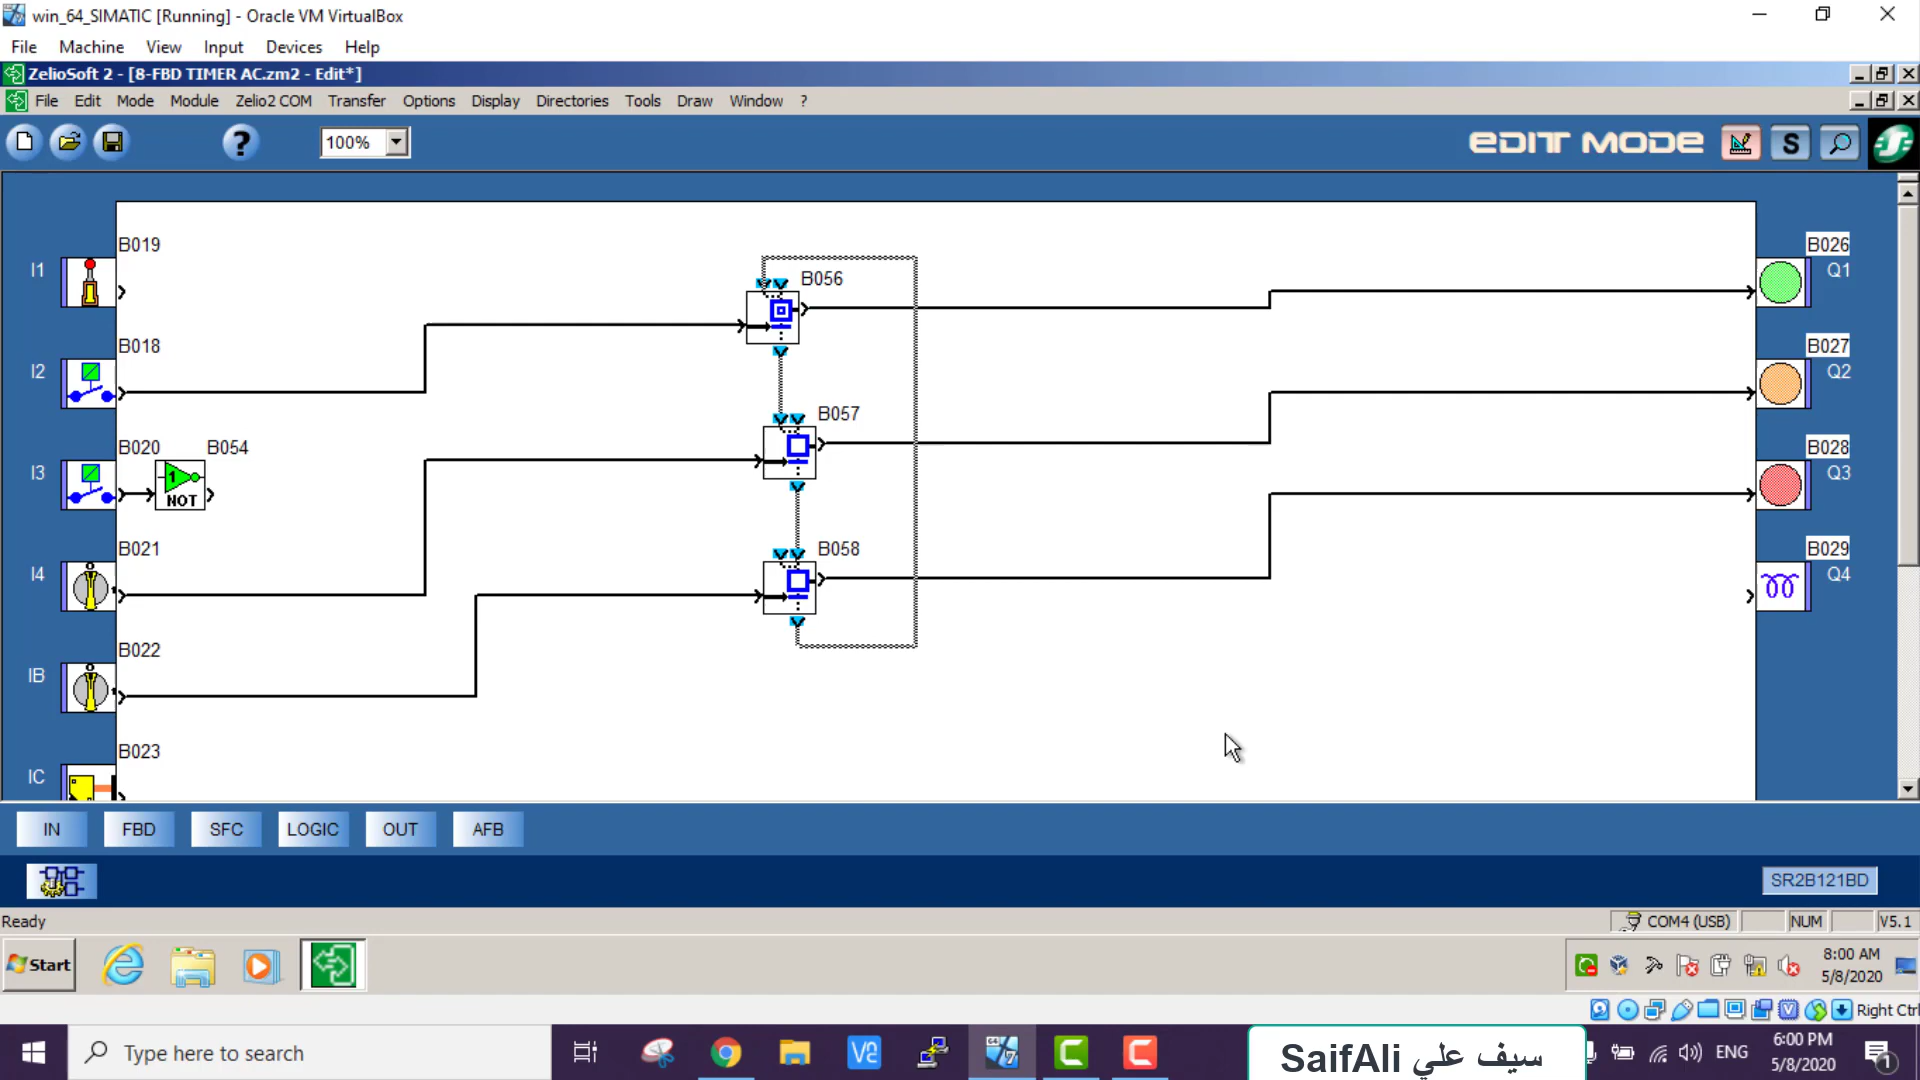 win_64_SIMATIC [Running] - Oracle VM VirtualBox
File Machine View Input Devices Help
ZelioSoft 2 - [8-FBD TIMER AC.zm2 - Edit*]
File Edit Mode Module Zelio2 COM Transfer Options Display Directories Tools Draw Window ?
? 100% EDIT MODE S
B019
I1
B018
I2
B020 B054
I3
NOT
B021
I4
B022
IB
B023
IC
B056
B057
B058
B026
Q1
B027
Q2
B028
Q3
B029
Q4
IN FBD SFC LOGIC OUT AFB
SR2B121BD
Ready COM4 (USB) NUM V5.1
Start
8:00 AM
5/8/2020
Right Ctrl
Type here to search
SaifAli سيف علي
ENG
6:00 PM
5/8/2020
1